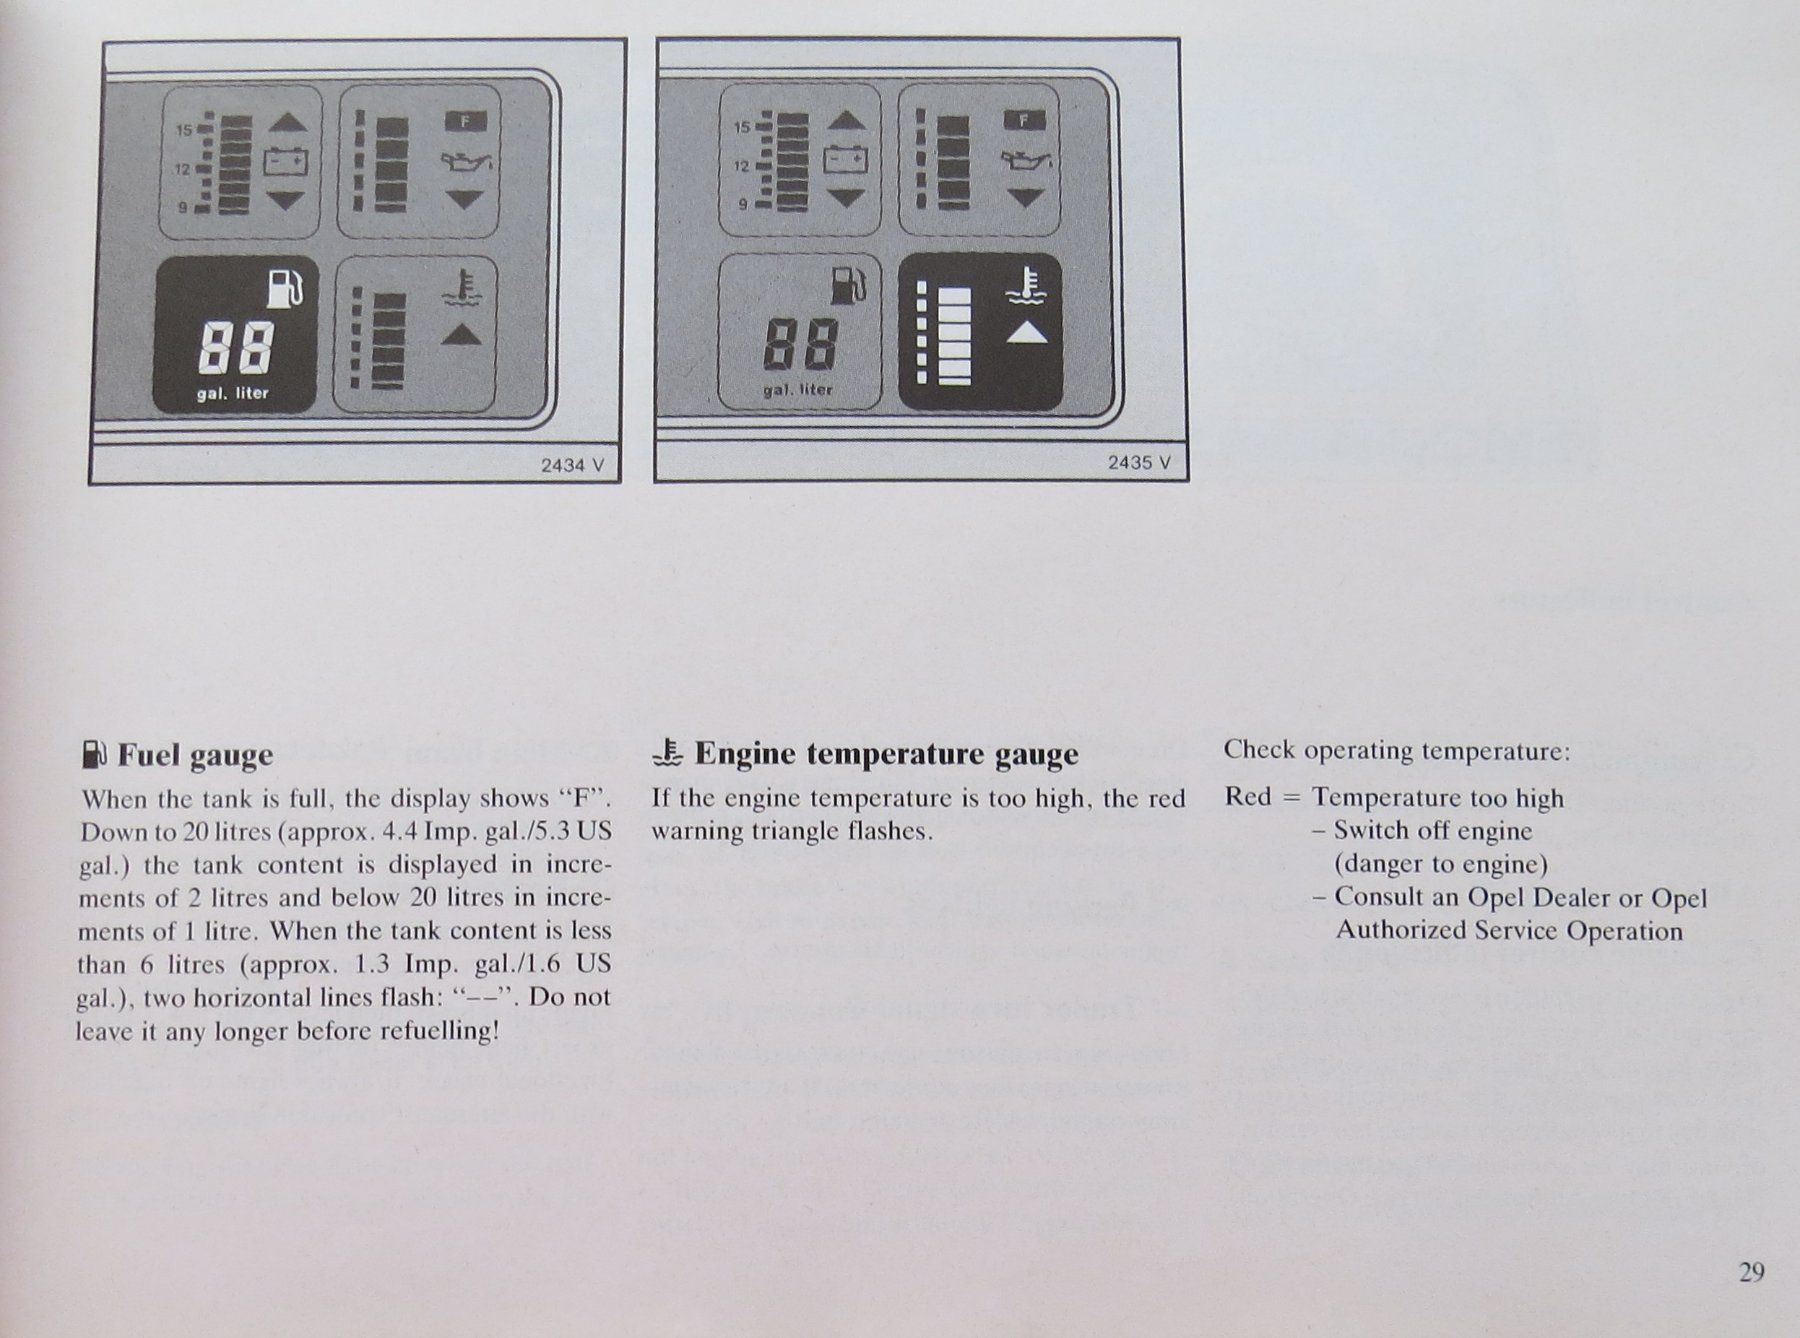 15
12
9
F
88
gal. liter
2434 V
15
12
9
F
88
gal. liter
2435 V
Fuel gauge
When the tank is full, the display shows “F”.
Down to 20 litres (approx. 4.4 Imp. gal./5.3 US
gal.) the tank content is displayed in incre-
ments of 2 litres and below 20 litres in incre-
ments of 1 litre. When the tank content is less
than 6 litres (approx. 1.3 Imp. gal./1.6 US
gal.), two horizontal lines flash: “––”. Do not
leave it any longer before refuelling!
Engine temperature gauge
If the engine temperature is too high, the red
warning triangle flashes.
Check operating temperature:
Red = Temperature too high
– Switch off engine
(danger to engine)
– Consult an Opel Dealer or Opel
Authorized Service Operation
29